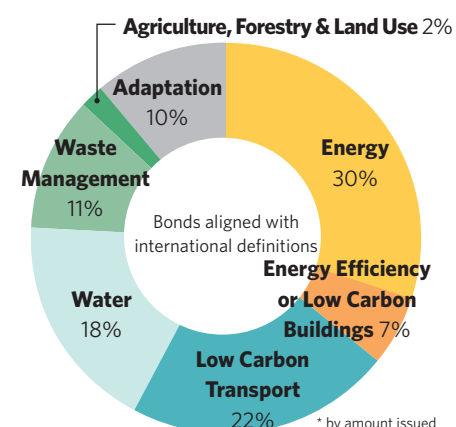 Agriculture, Forestry & Land Use 2%
Adaptation
10%
Energy
30%
Waste
Management
11%
Bonds aligned with
international definitions
Energy Efficiency
or Low Carbon
Buildings 7%
Water
18%
Low Carbon
Transport
22%
* by amount issued